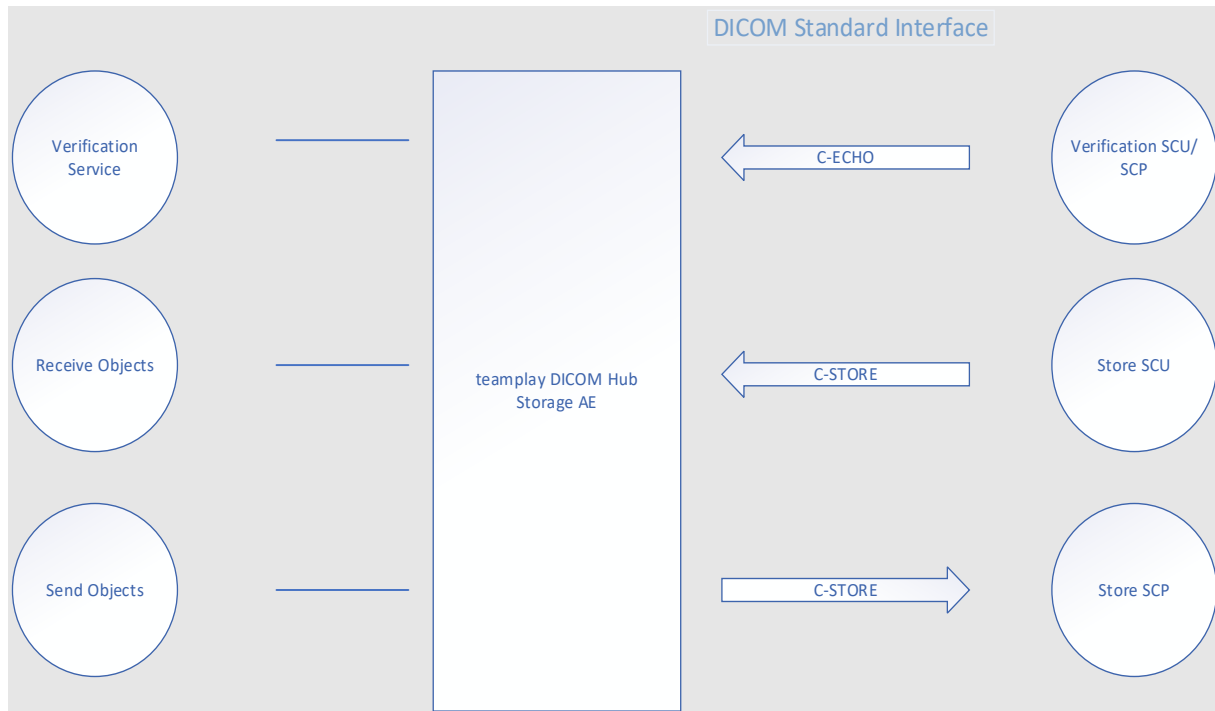 DICOM Standard Interface
Verification
Service
C-ECHO
Verification SCU/
SCP
Receive Objects
teamplay DICOM Hub
Storage AE
C-STORE
Store SCU
Send Objects
C-STORE
Store SCP